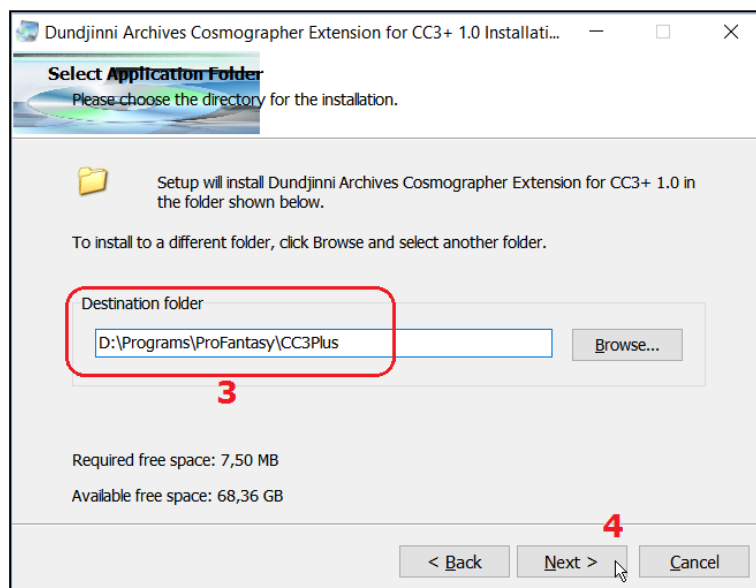 Dundjinni Archives Cosmographer Extension for CC3+ 1.0 Installati...
Select Application Folder
Please choose the directory for the installation.
Setup will install Dundjinni Archives Cosmographer Extension for CC3+ 1.0 in
the folder shown below.
To install to a different folder, click Browse and select another folder.
Destination folder
D:\Programs\ProFantasy\CC3Plus
Browse...
3
Required free space: 7,50 MB
Available free space: 68,36 GB
4
< Back
Next >
Cancel